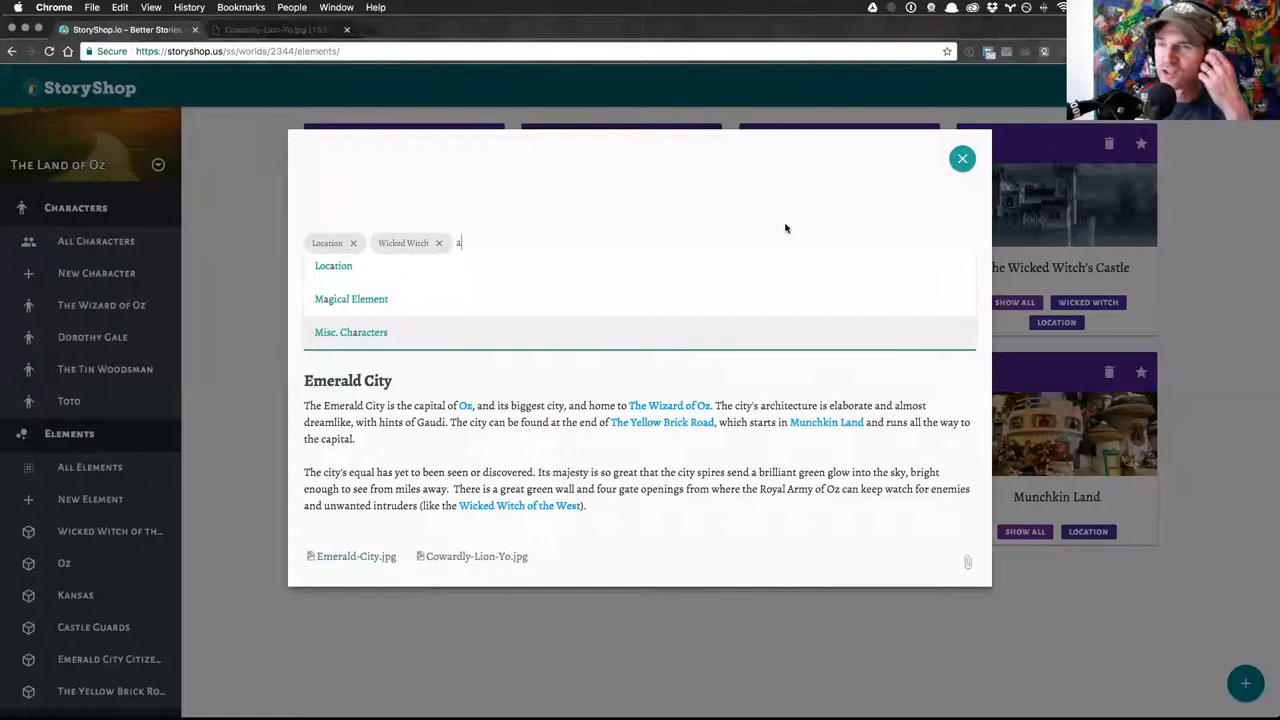 Chrome File Edit View History Bookmarks People Window Help
StoryShop.io – Better Stories
Cowardly-Lion-Yo.jpg
Secure https://storyshop.us/ss/worlds/2344/elements/
StoryShop
The Land of Oz
Characters
All Characters
New Character
The Wizard of Oz
Dorothy Gale
The Tin Woodsman
Toto
Elements
All Elements
New Element
Wicked Witch of th...
Oz
Kansas
Castle Guards
Emerald City Citize...
The Yellow Brick Ro...
Location Wicked Witch a
Location
Magical Element
Misc. Characters
Emerald City
The Emerald City is the capital of Oz, and its biggest city, and home to The Wizard of Oz. The city's architecture is elaborate and almost
dreamlike, with hints of Gaudi. The city can be found at the end of The Yellow Brick Road, which starts in Munchkin Land and runs all the way to
the capital.
The city's equal has yet to been seen or discovered. Its majesty is so great that the city spires send a brilliant green glow into the sky, bright
enough to see from miles away. There is a great green wall and four gate openings from where the Royal Army of Oz can keep watch for enemies
and unwanted intruders (like the Wicked Witch of the West).
Emerald-City.jpg Cowardly-Lion-Yo.jpg
he Wicked Witch's Castle
SHOW ALL WICKED WITCH
LOCATION
Munchkin Land
SHOW ALL LOCATION